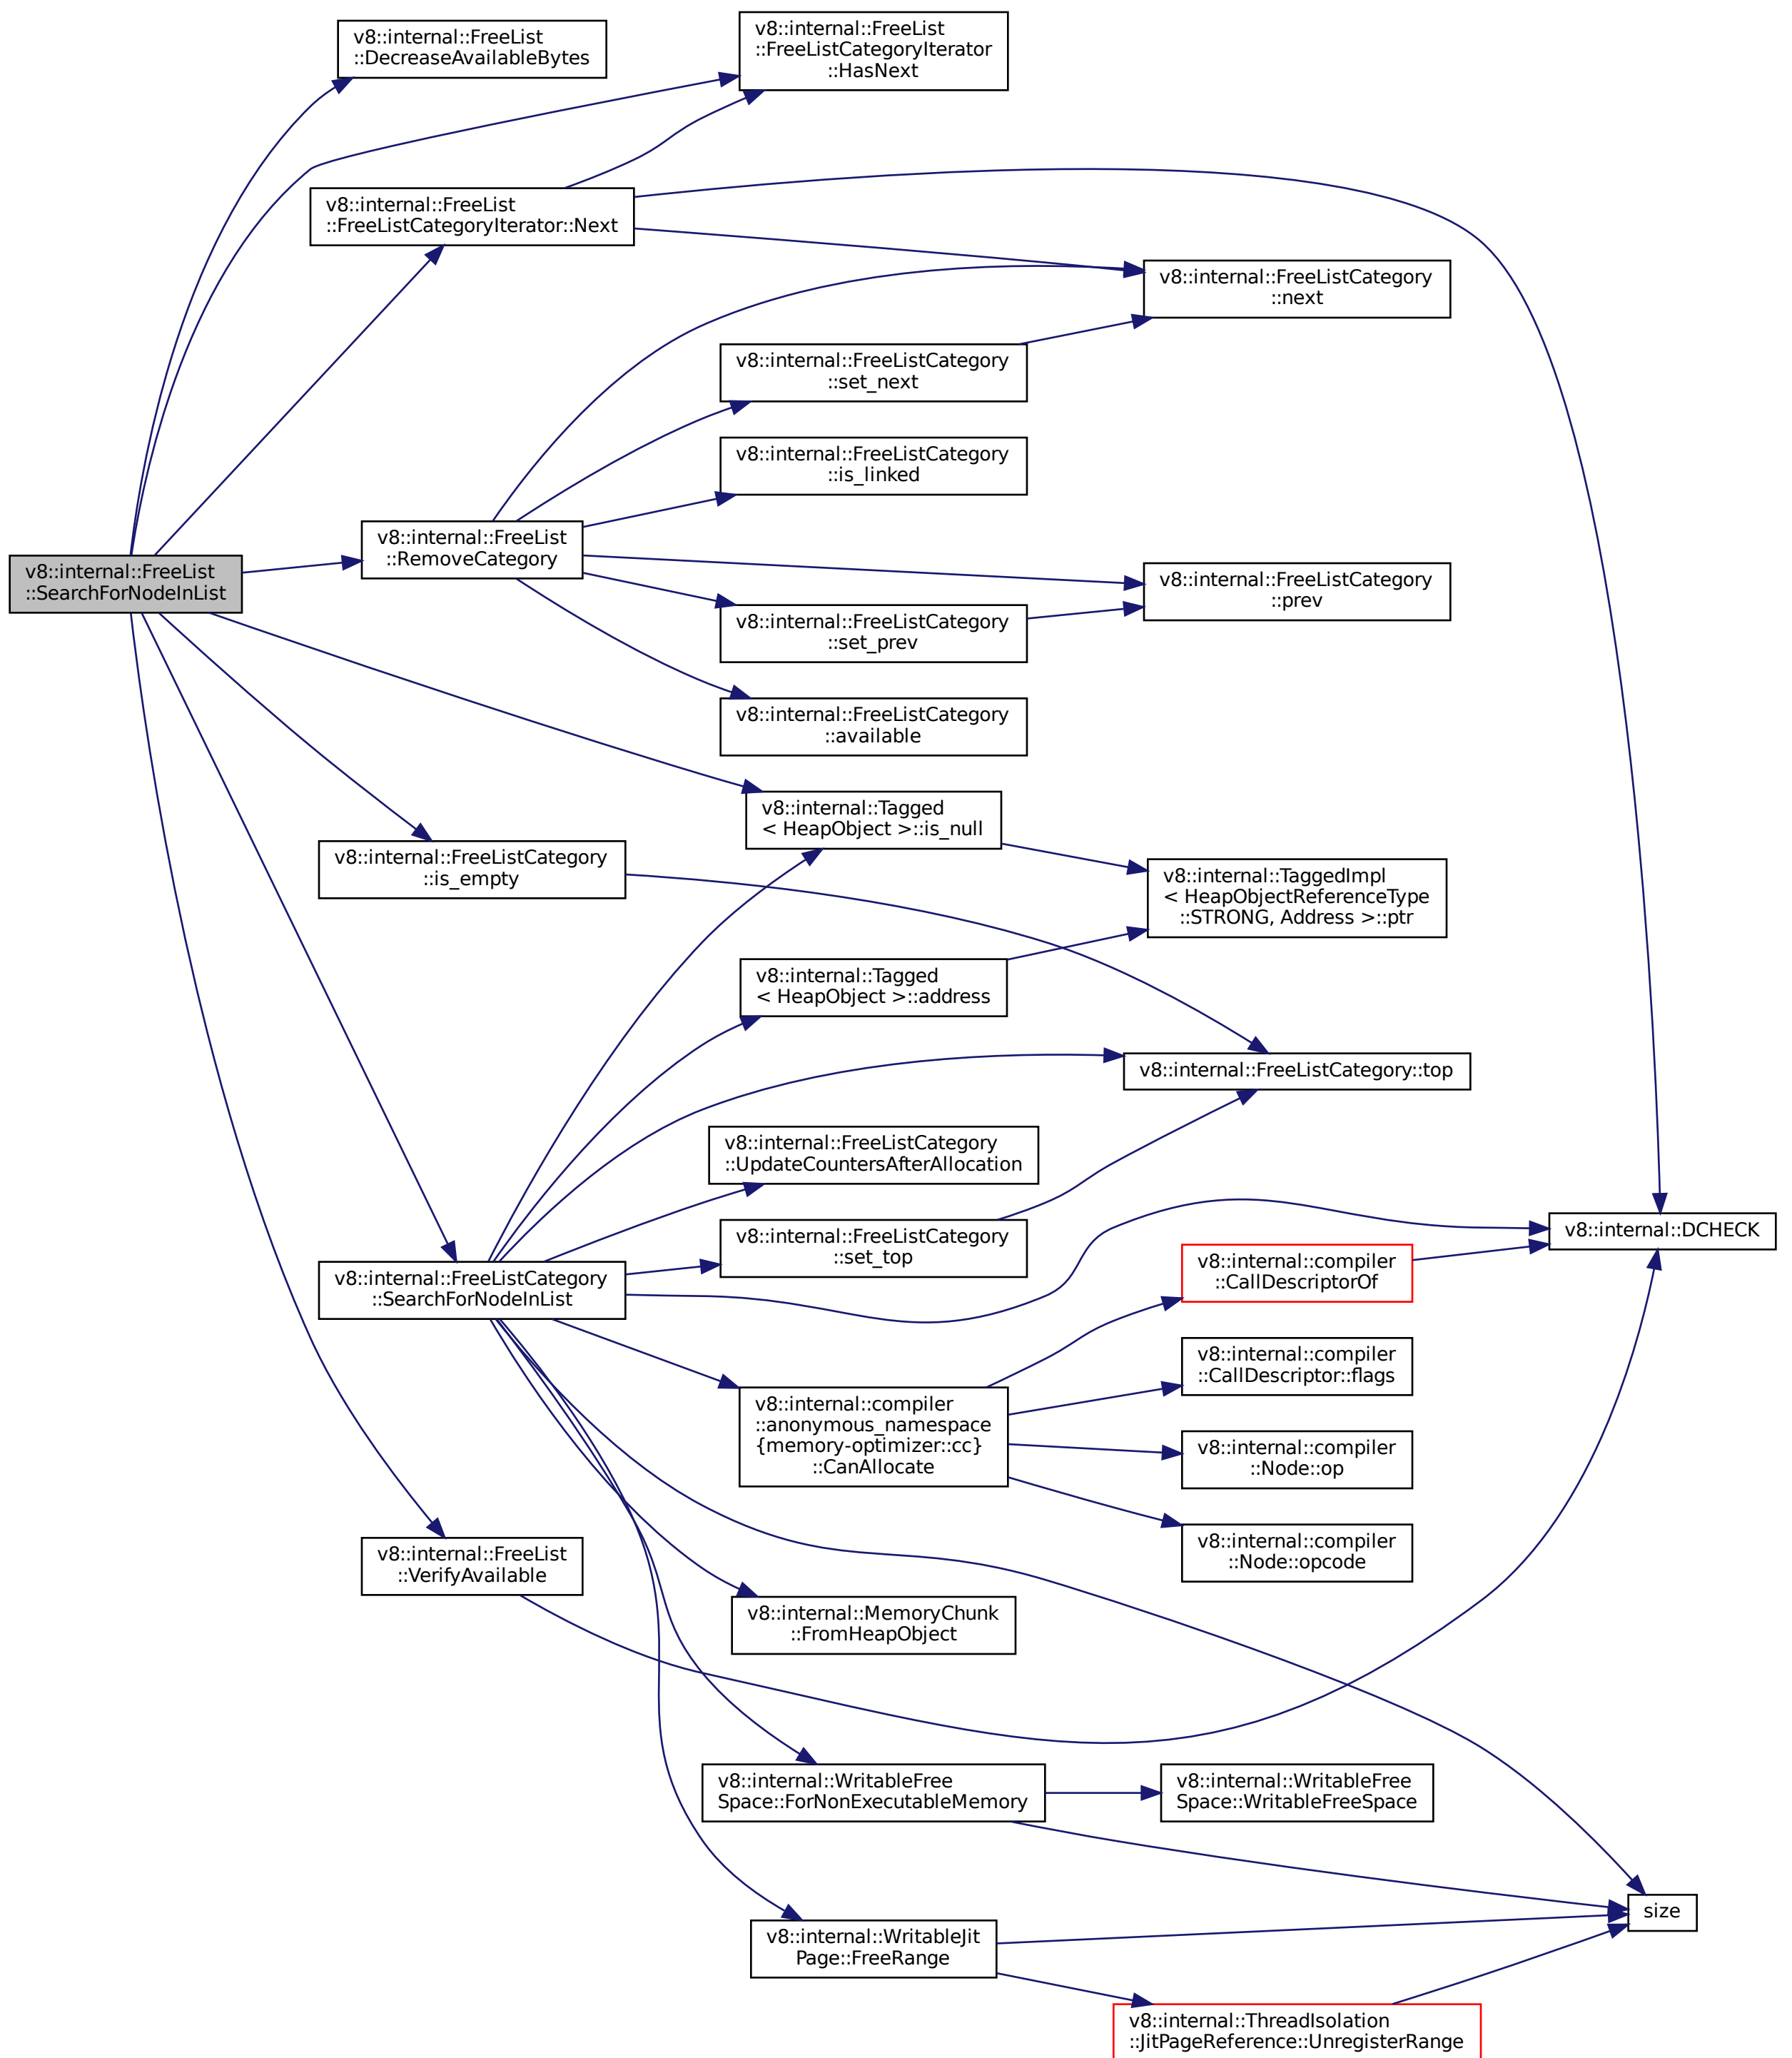 v8::internal::FreeList
::DecreaseAvailableBytes
v8::internal::FreeList
::FreeListCategoryIterator
::HasNext
v8::internal::FreeList
::FreeListCategoryIterator::Next
v8::internal::FreeListCategory
::next
v8::internal::FreeListCategory
::set_next
v8::internal::FreeListCategory
::is_linked
v8::internal::FreeList
::RemoveCategory
v8::internal::FreeList
::SearchForNodeInList
v8::internal::FreeListCategory
::prev
v8::internal::FreeListCategory
::set_prev
v8::internal::FreeListCategory
::available
v8::internal::Tagged
< HeapObject >::is_null
v8::internal::FreeListCategory
::is_empty
v8::internal::TaggedImpl
< HeapObjectReferenceType
::STRONG, Address >::ptr
v8::internal::Tagged
< HeapObject >::address
v8::internal::FreeListCategory::top
v8::internal::FreeListCategory
::UpdateCountersAfterAllocation
v8::internal::FreeListCategory
::set_top
v8::internal::DCHECK
v8::internal::compiler
::CallDescriptorOf
v8::internal::FreeListCategory
::SearchForNodeInList
v8::internal::compiler
::CallDescriptor::flags
v8::internal::compiler
::anonymous_namespace
{memory-optimizer::cc}
::CanAllocate
v8::internal::compiler
::Node::op
v8::internal::compiler
::Node::opcode
v8::internal::FreeList
::VerifyAvailable
v8::internal::MemoryChunk
::FromHeapObject
v8::internal::WritableFree
Space::ForNonExecutableMemory
v8::internal::WritableFree
Space::WritableFreeSpace
size
v8::internal::WritableJit
Page::FreeRange
v8::internal::ThreadIsolation
::JitPageReference::UnregisterRange